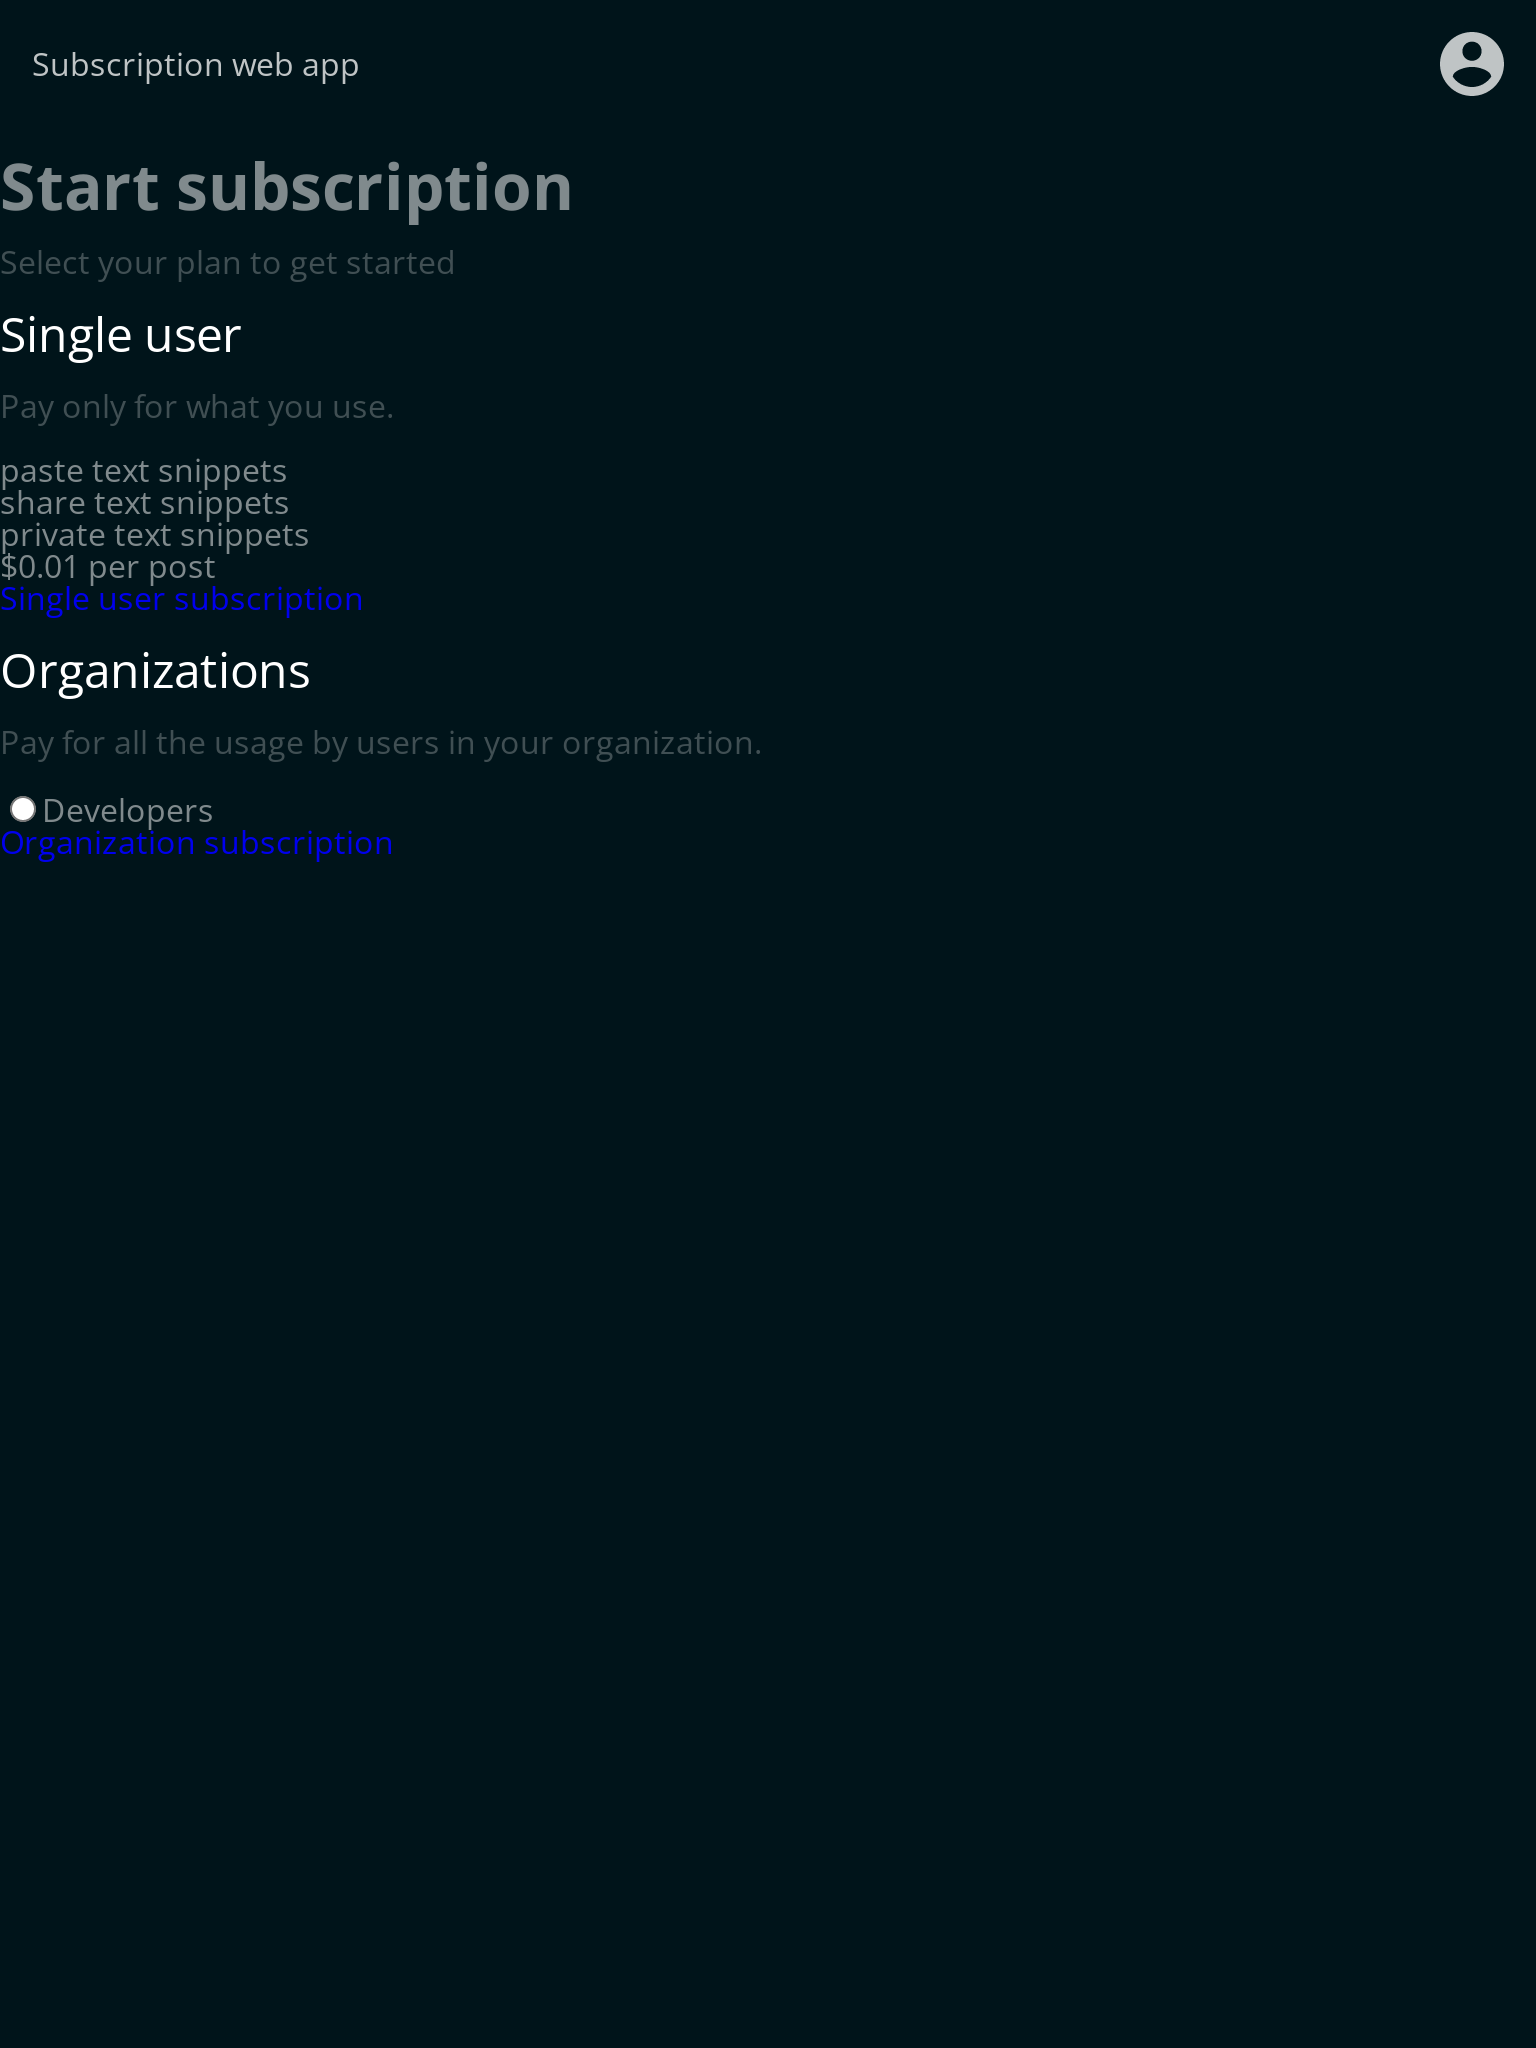 Subscription web app
Start subscription
Select your plan to get started
Single user
Pay only for what you use.
paste text snippets
share text snippets
private text snippets
$0.01 per post
Single user subscription
Organizations
Pay for all the usage by users in your organization.
Developers
Organization subscription